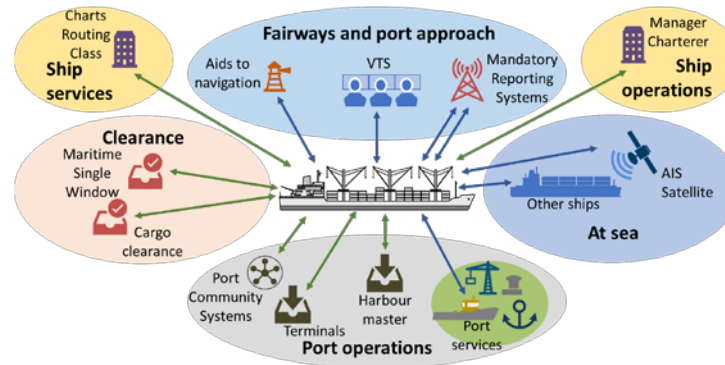 Charts
Routing
Class
Ship
services
Fairways and port approach
Aids to
navigation
VTS
Mandatory
Reporting
Systems
Manager
Charterer
Ship
operations
Clearance
Maritime
Single
Window
Cargo
clearance
AIS
Satellite
Other ships
At sea
Port
Community
Systems
Terminals
Harbour
master
Port
services
Port operations